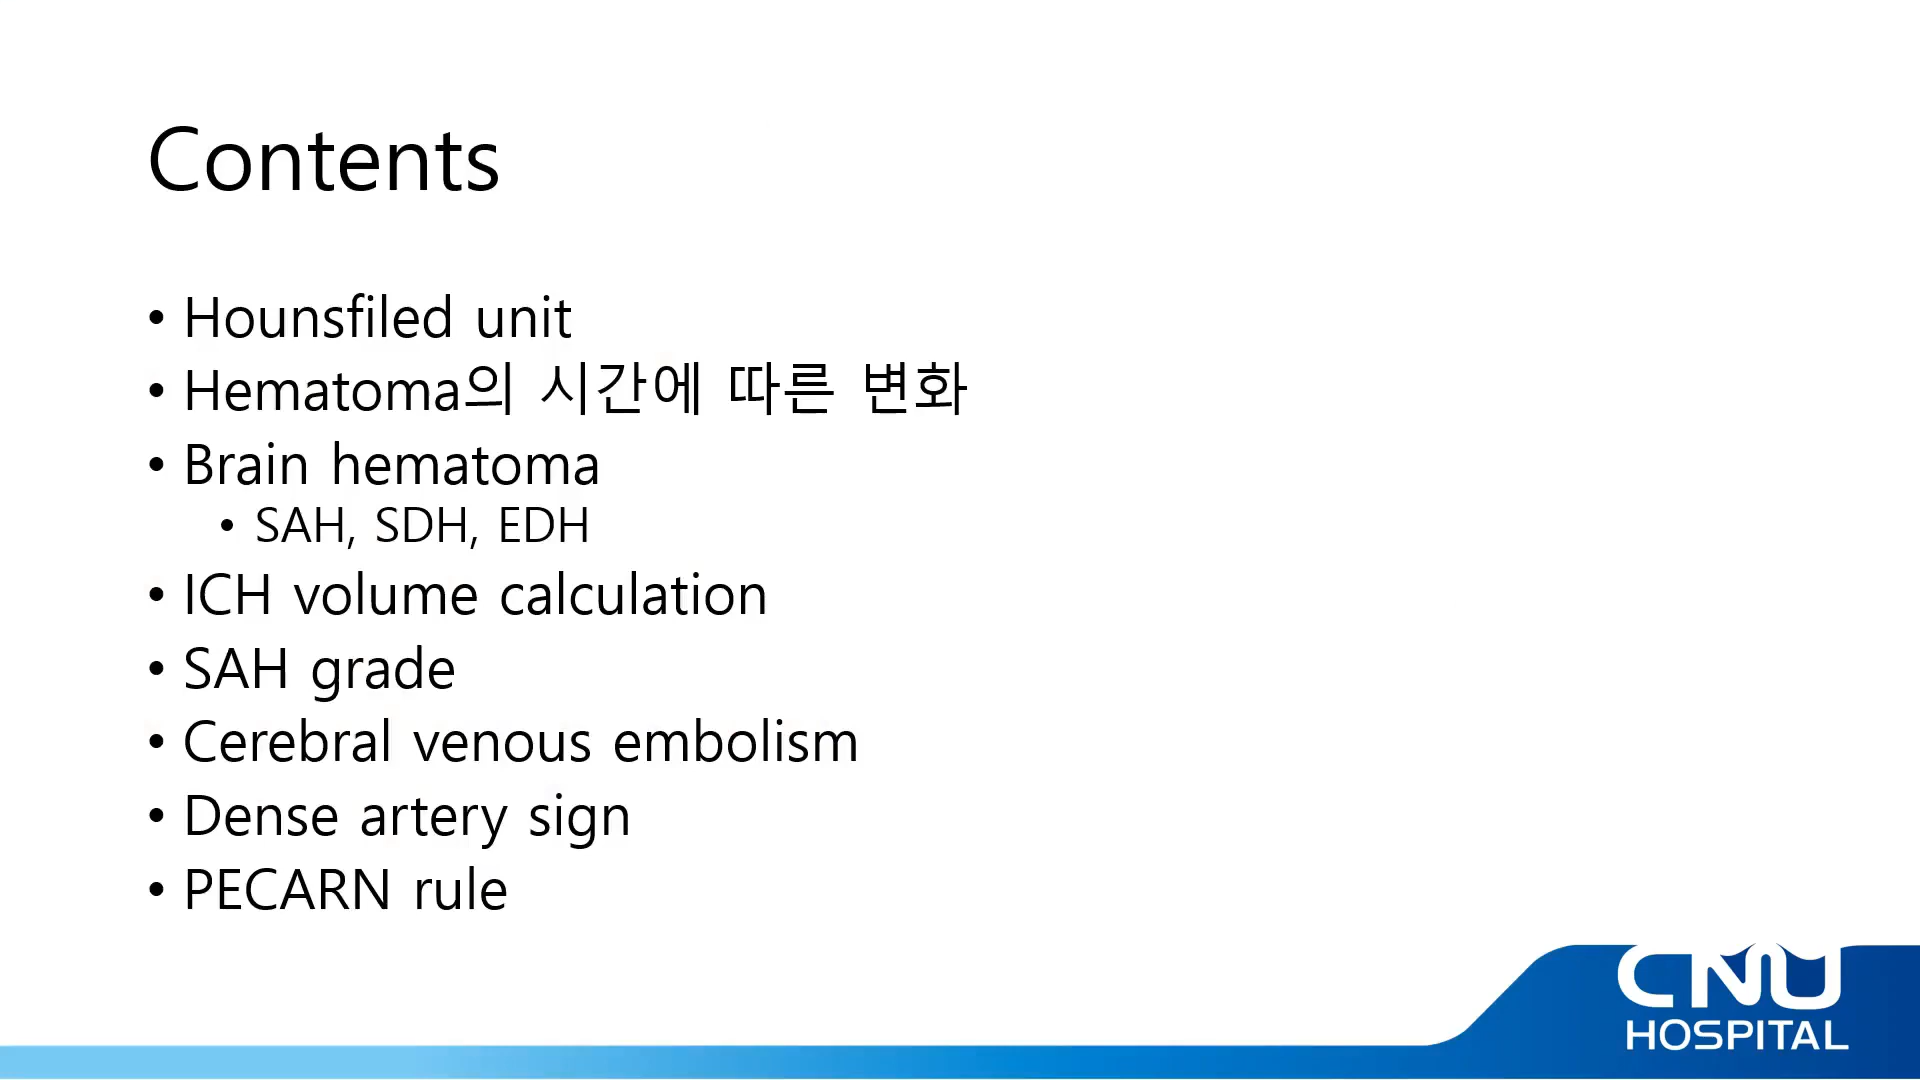 Contents
• Hounsfiled unit
• Hematoma의 시간에 따른 변화
• Brain hematoma
• SAH, SDH, EDH
• ICH volume calculation
• SAH grade
• Cerebral venous embolism
• Dense artery sign
• PECARN rule
CNU
HOSPITAL